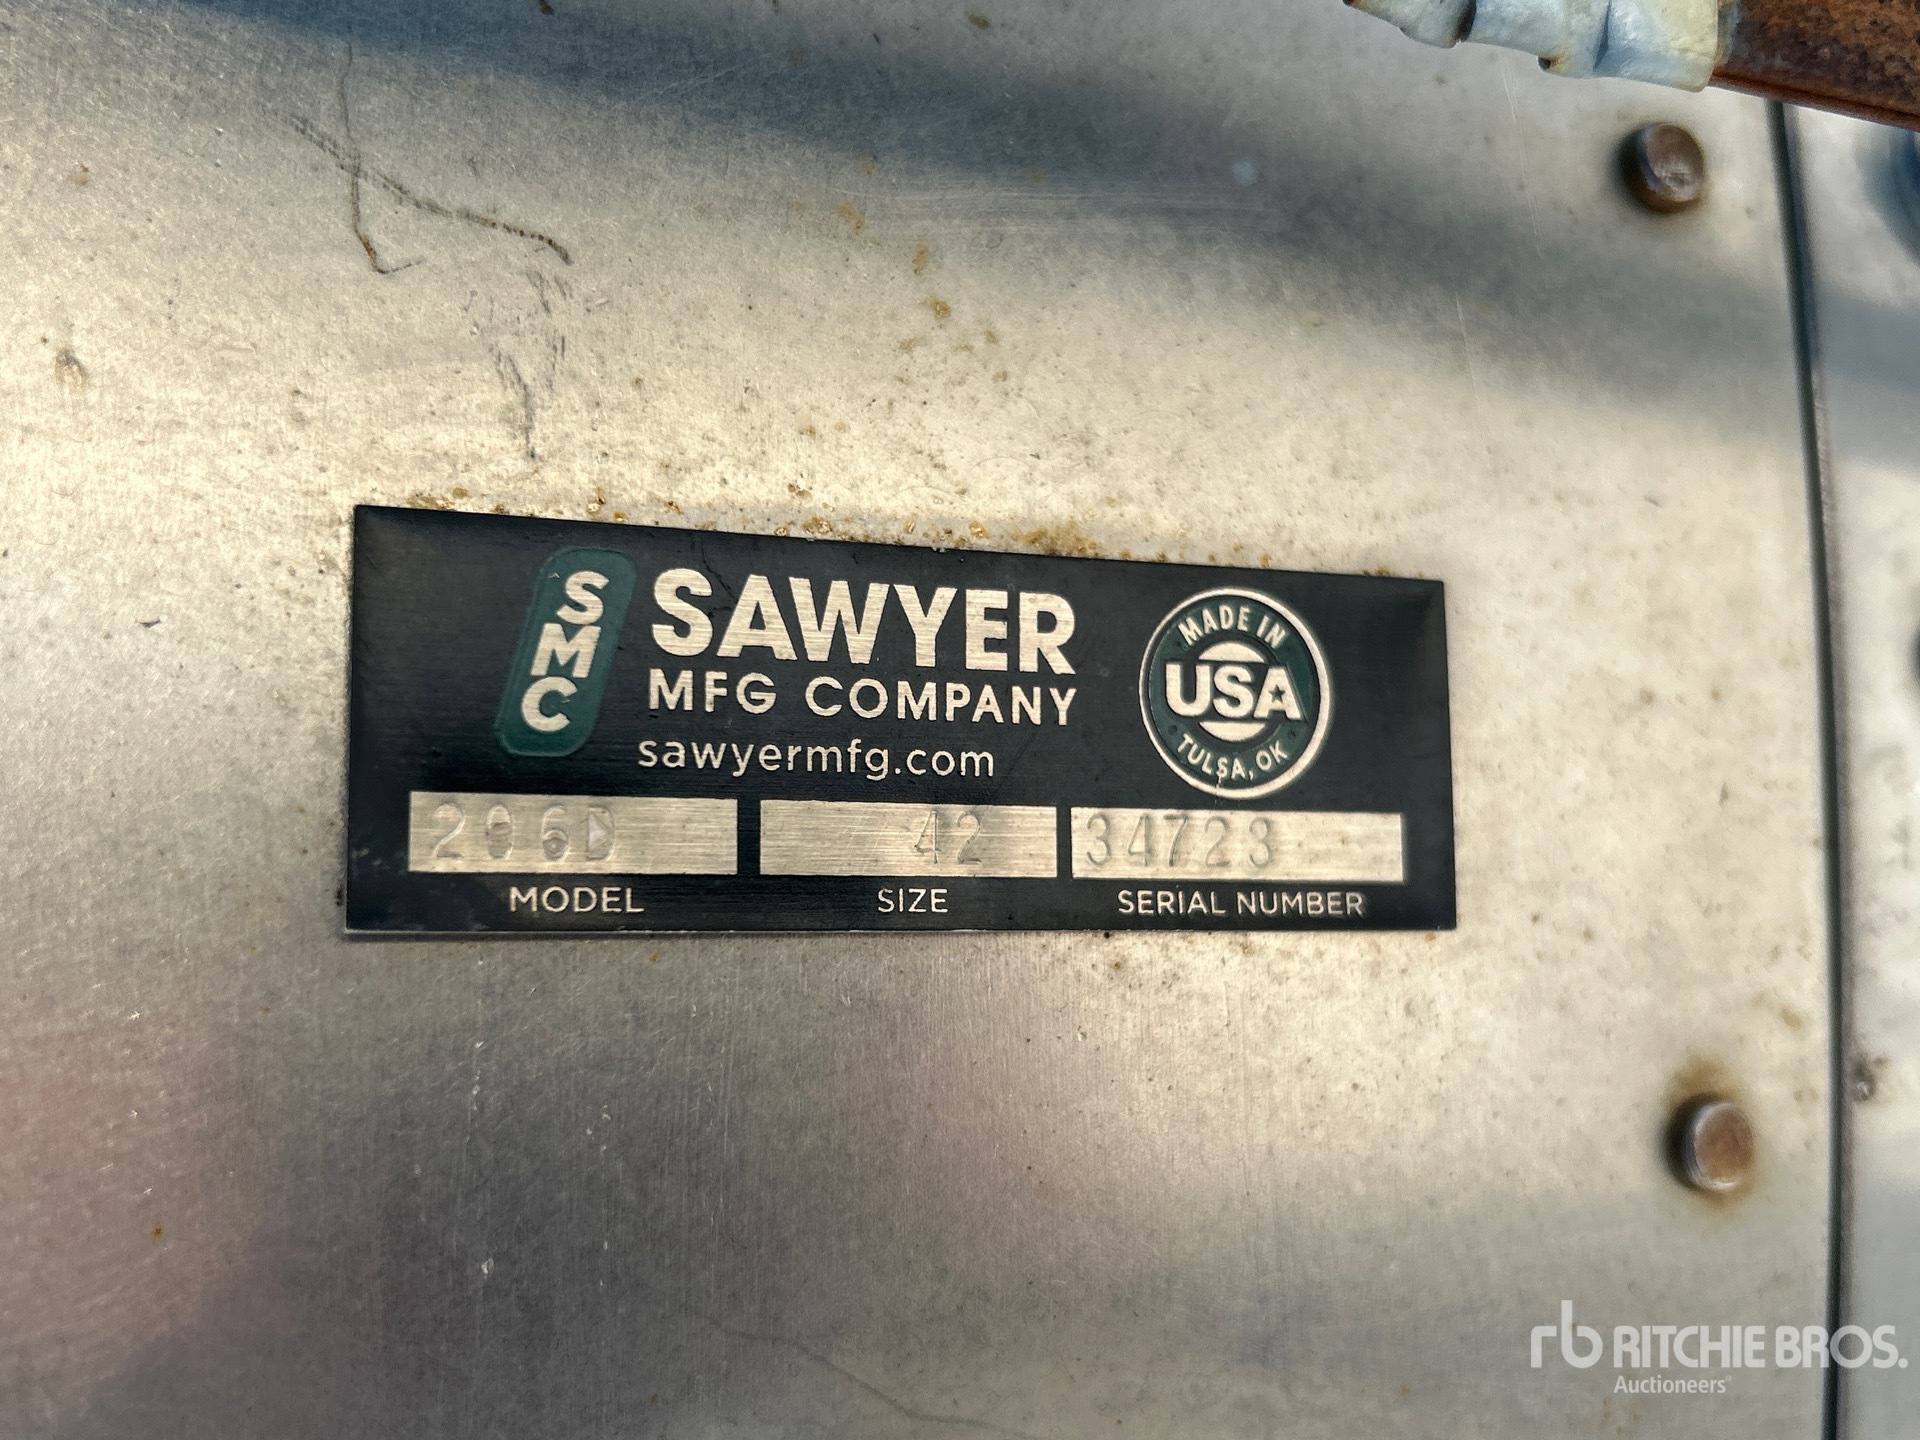 SMC
SAWYER
MFG COMPANY
sawyermfg.com
MADE IN
USA
TULSA, OK
206D 42 34723
MODEL SIZE SERIAL NUMBER
rb RITCHIE BROS.
Auctioneers